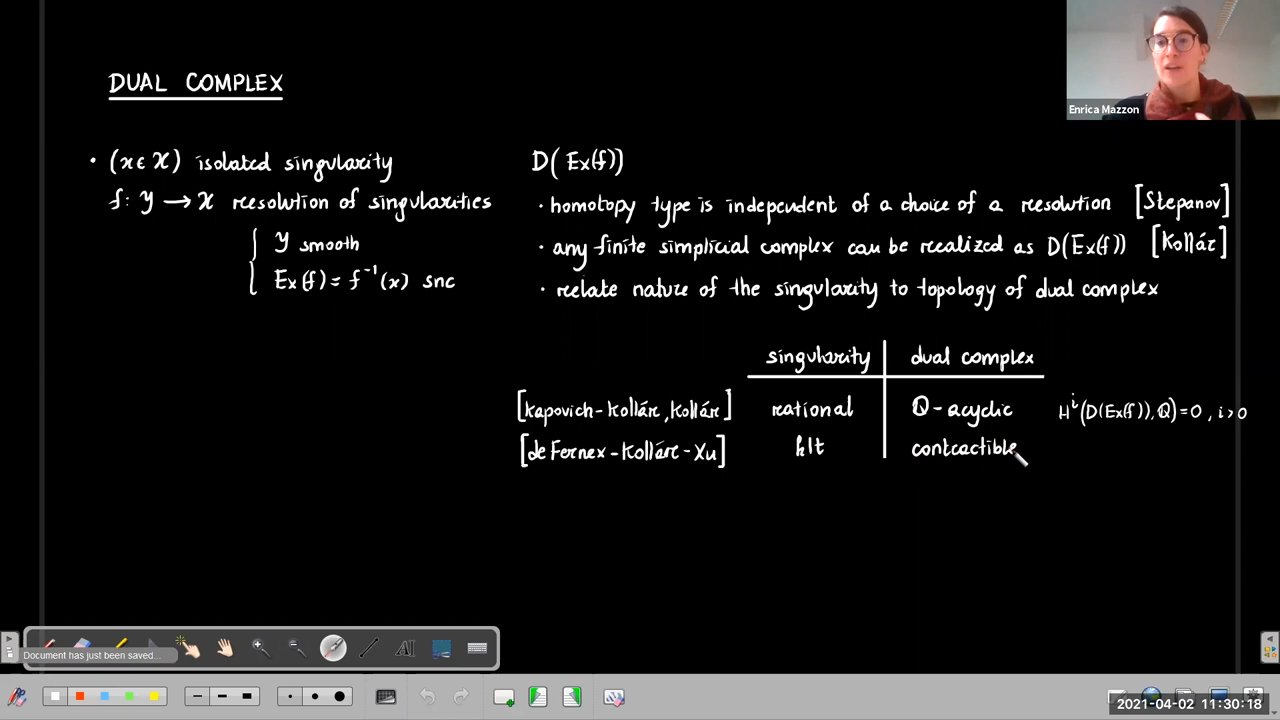 DUAL COMPLEX
Enrica Mazzon
• (x ∈ X) isolated singularity
f: Y → X resolution of singularities
Y smooth
Ex(f) = f⁻¹(x) snc
D(Ex(f))
• homotopy type is independent of a choice of a resolution [Stepanov]
• any finite simplicial complex can be realized as D(Ex(f)) [Kollár]
• relate nature of the singularity to topology of dual complex
singularity | dual complex
[Kapovich-Kollár, Kollár] rational | Q-acyclic Hⁱ(D(Ex(f)), Q) = 0, i > 0
[de Fernex-Kollár-Xu] klt | contractible
AI
Document has just been saved...
2021-04-02 11:30:18